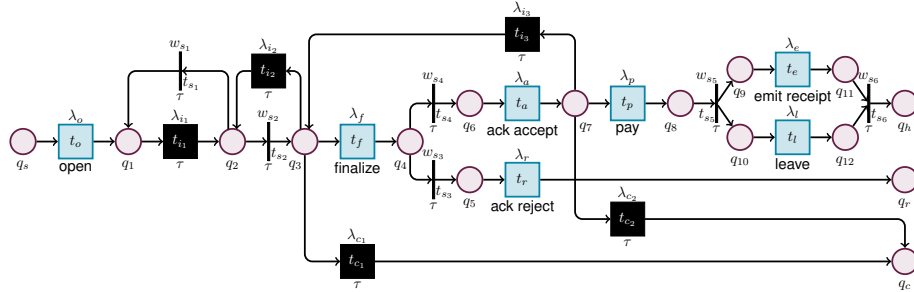 λ_{i_3}
t_{i_3}
τ
w_{s_1}
t_{s_1}
τ
λ_{i_2}
t_{i_2}
τ
λ_o
t_o
open
q_s
q_1
λ_{i_1}
t_{i_1}
τ
q_2
w_{s_2}
t_{s_2}
τ
q_3
λ_f
t_f
finalize
q_4
w_{s_4}
t_{s_4}
τ
q_6
λ_a
t_a
ack accept
q_7
λ_p
t_p
pay
q_8
w_{s_5}
t_{s_5}
τ
q_9
λ_e
t_e
emit receipt
q_{11}
q_{10}
λ_l
t_l
leave
q_{12}
w_{s_6}
t_{s_6}
τ
q_h
w_{s_3}
t_{s_3}
τ
q_5
λ_r
t_r
ack reject
q_r
λ_{c_2}
t_{c_2}
τ
λ_{c_1}
t_{c_1}
τ
q_c